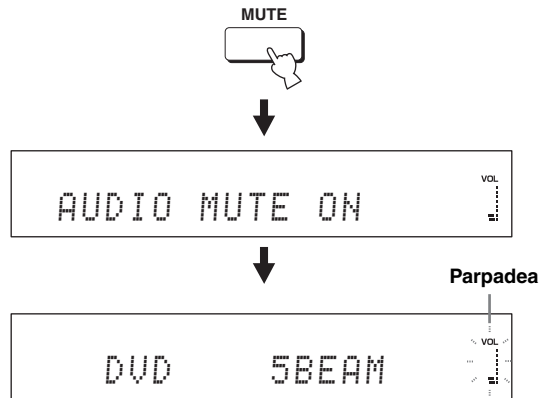 MUTE
VOL
AUDIO MUTE ON
Parpadea
VOL
DVD 5BEAM